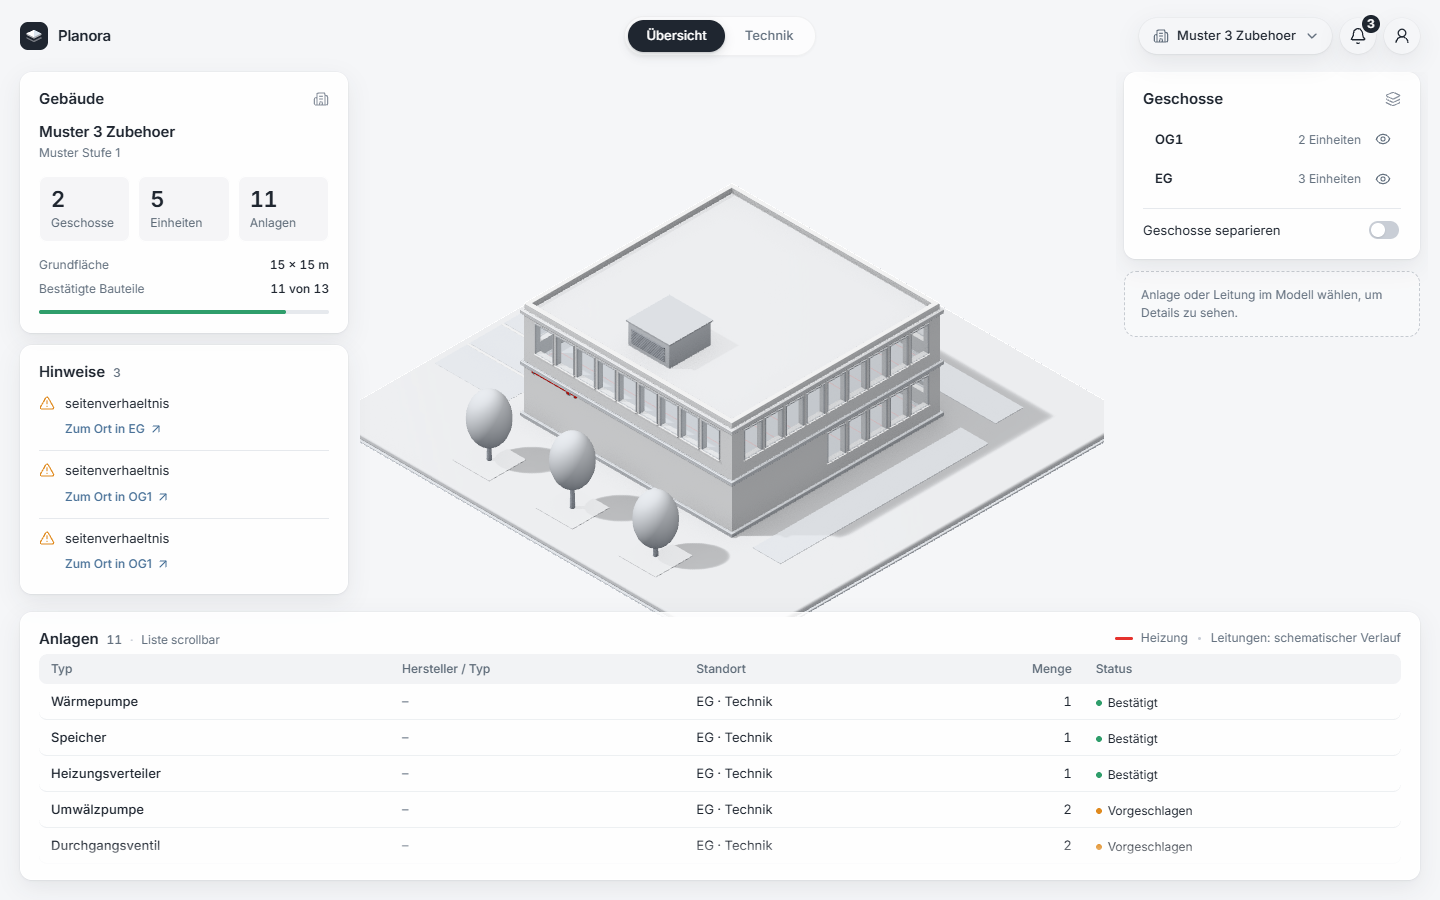 Planora
Übersicht
Technik
Muster 3 Zubehoer
3
Gebäude
Muster 3 Zubehoer
Muster Stufe 1
2
Geschosse
5
Einheiten
11
Anlagen
Grundfläche 15 × 15 m
Bestätigte Bauteile 11 von 13
Hinweise 3
seitenverhaeltnis
Zum Ort in EG
seitenverhaeltnis
Zum Ort in OG1
seitenverhaeltnis
Zum Ort in OG1
Geschosse
OG1 2 Einheiten
EG 3 Einheiten
Geschosse separieren
Anlage oder Leitung im Modell wählen, um
Details zu sehen.
Anlagen 11 · Liste scrollbar
Heizung • Leitungen: schematischer Verlauf
Typ Hersteller / Typ Standort Menge Status
Wärmepumpe – EG · Technik 1 Bestätigt
Speicher – EG · Technik 1 Bestätigt
Heizungsverteiler – EG · Technik 1 Bestätigt
Umwälzpumpe – EG · Technik 2 Vorgeschlagen
Durchgangsventil – EG · Technik 2 Vorgeschlagen